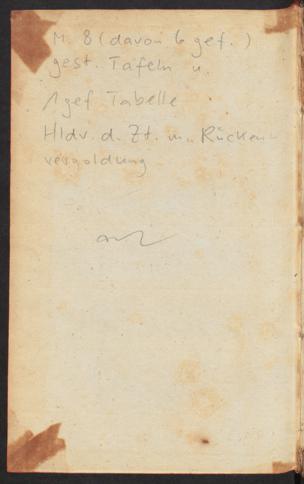 M. 8 (davon 6 gef.)
gest. Tafeln u.
1 gef Tabelle
Hldr. d. Zt. m. Rücken-
vergoldung